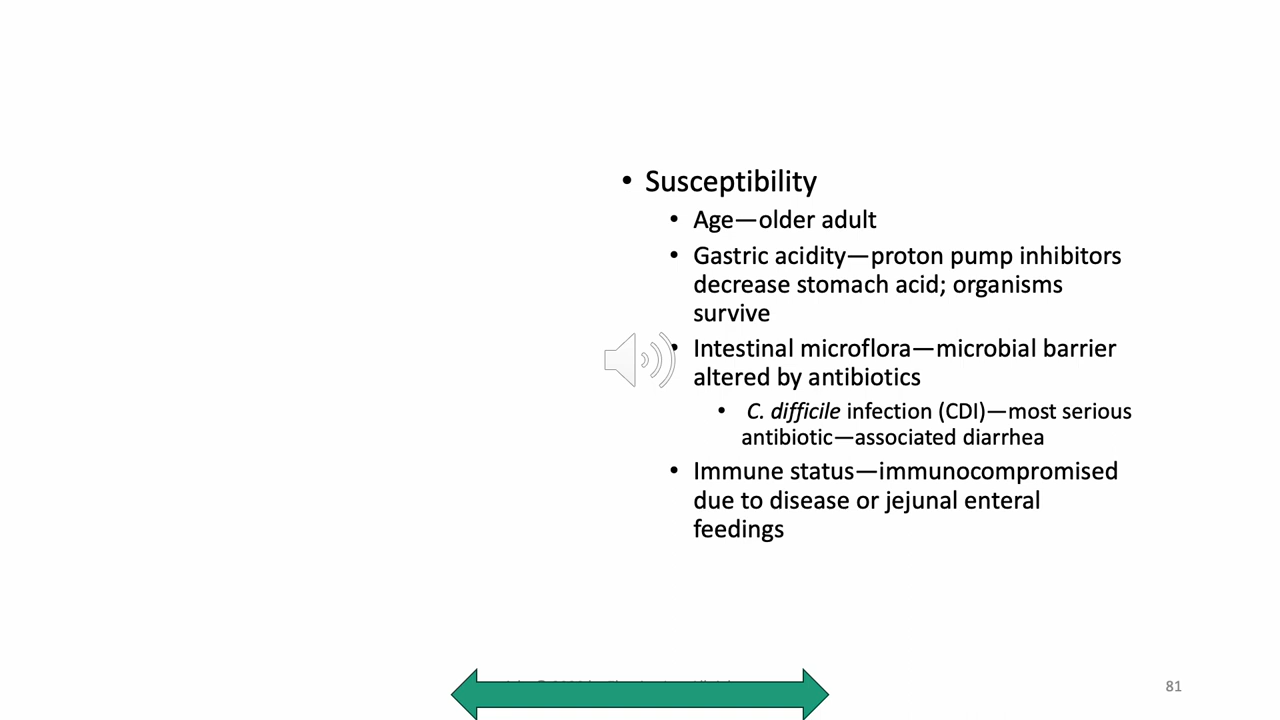 • Susceptibility
• Age—older adult
• Gastric acidity—proton pump inhibitors
decrease stomach acid; organisms
survive
• Intestinal microflora—microbial barrier
altered by antibiotics
• C. difficile infection (CDI)—most serious
antibiotic—associated diarrhea
• Immune status—immunocompromised
due to disease or jejunal enteral
feedings
81